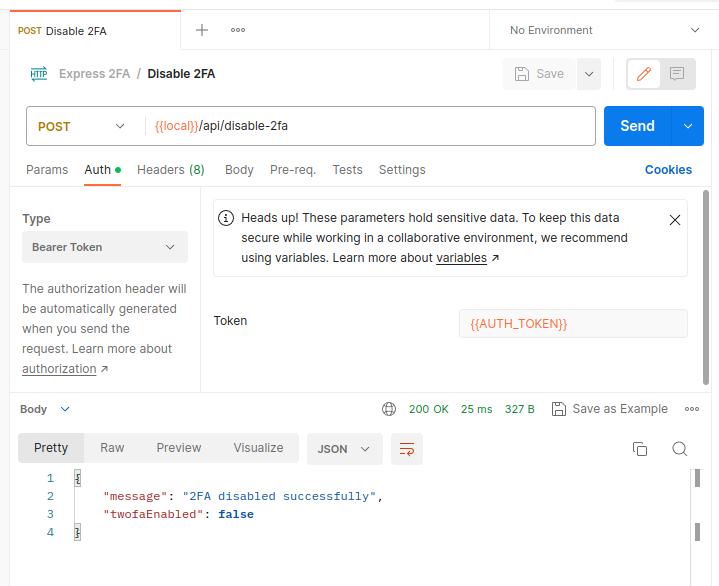 POST Disable 2FA
No Environment
HTTP Express 2FA / Disable 2FA
Save
POST {{local}}/api/disable-2fa
Send
Params Auth Headers (8) Body Pre-req. Tests Settings
Cookies
Type
Bearer Token
The authorization header will
be automatically generated
when you send the
request. Learn more about
authorization ↗
Heads up! These parameters hold sensitive data. To keep this data
secure while working in a collaborative environment, we recommend
using variables. Learn more about variables ↗
Token {{AUTH_TOKEN}}
Body
200 OK 25 ms 327 B Save as Example
Pretty Raw Preview Visualize JSON
1 {
2 "message": "2FA disabled successfully",
3 "twofaEnabled": false
4 }